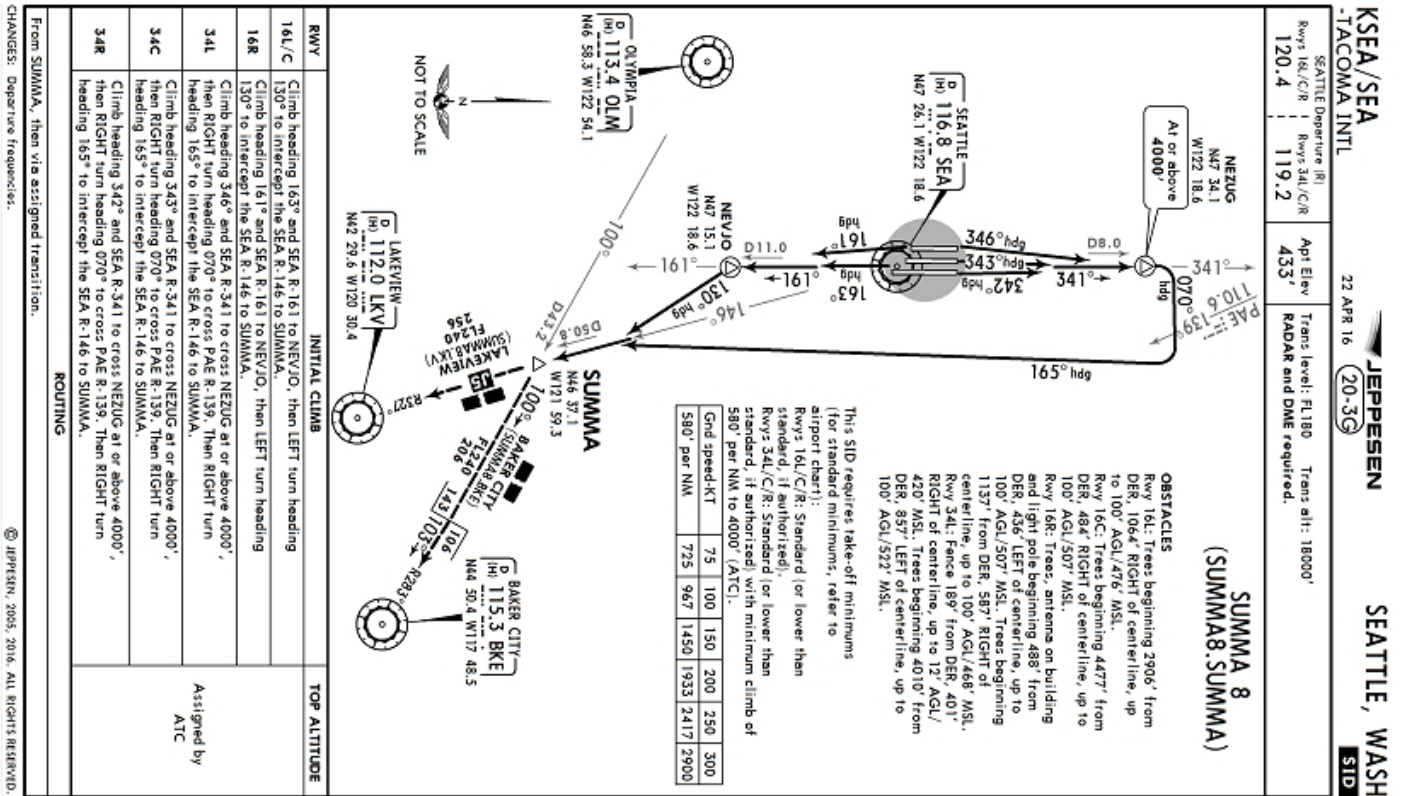 KSEA/SEA
-TACOMA INTL
JEPPESEN
22 APR 16
20-3G
SEATTLE, WASH
SID
SEATTLE Departure (R)
Rwys 16L/C/R
120.4
Rwys 34L/C/R
119.2
Apt Elev
433'
Trans level: FL180 Trans alt: 18000'
RADAR and DME required.
SUMMA 8
(SUMMA8.SUMMA)
OBSTACLES
Rwy 16L: Trees beginning 2906' from
DER, 1064' RIGHT of centerline, up
to 100' AGL/476' MSL.
Rwy 16C: Trees beginning 4477' from
DER, 484' RIGHT of centerline, up to
100' AGL/507' MSL.
Rwy 16R: Trees, antenna on building
and light pole beginning 488' from
DER, 436' LEFT of centerline, up to
100' AGL/507' MSL. Trees beginning
1137' from DER, 587' RIGHT of
centerline, up to 100' AGL/468' MSL.
Rwy 34L: Fence 189' from DER, 401'
RIGHT of centerline, up to 12' AGL/
420' MSL. Trees beginning 4010' from
DER, 857' LEFT of centerline, up to
100' AGL/522' MSL.
NEZUG
N47 34.1
W122 18.6
At or above
4000'
341°
110.6
PAE
139°
070°
hdg
D8.0
341°
346° hdg
343° hdg
342°
hdg
SEATTLE
D
(H) 116.8 SEA
N47 26.1 W122 18.6
161°
hdg
163°
hdg
161°
D11.0
NEVJO
N47 15.1
W122 18.6
161°
130° hdg
146°
165° hdg
D50.8
D43.2
100°
OLYMPIA
D
(H) 113.4 OLM
N46 58.3 W122 54.1
NOT TO SCALE
N
SUMMA
N46 37.1
W121 59.3
LAKEVIEW
(SUMMA8.LKV)
FL240
256
J5
R327°
LAKEVIEW
D
(H) 112.0 LKV
N42 29.6 W120 30.4
100°
BAKER CITY
(SUMMA8.BKE)
FL240
206
143
106
103°
R283°
BAKER CITY
D
(H) 115.3 BKE
N44 50.4 W117 48.5
This SID requires take-off minimums
(for standard minimums, refer to
airport chart):
Rwys 16L/C/R: Standard (or lower than
standard, if authorized).
Rwys 34L/C/R: Standard (or lower than
standard, if authorized) with minimum climb of
580' per NM to 4000' (ATC).
Gnd speed-KT 75 100 150 200 250 300
580' per NM 725 967 1450 1933 2417 2900
RWY INITIAL CLIMB TOP ALTITUDE
16L/C Climb heading 163° and SEA R-161 to NEVJO, then LEFT turn heading
130° to intercept the SEA R-146 to SUMMA.
16R Climb heading 161° and SEA R-161 to NEVJO, then LEFT turn heading
130° to intercept the SEA R-146 to SUMMA.
34L Climb heading 346° and SEA R-341 to cross NEZUG at or above 4000',
then RIGHT turn heading 070° to cross PAE R-139. Then RIGHT turn
heading 165° to intercept the SEA R-146 to SUMMA.
34C Climb heading 343° and SEA R-341 to cross NEZUG at or above 4000',
then RIGHT turn heading 070° to cross PAE R-139. Then RIGHT turn
heading 165° to intercept the SEA R-146 to SUMMA.
34R Climb heading 342° and SEA R-341 to cross NEZUG at or above 4000',
then RIGHT turn heading 070° to cross PAE R-139. Then RIGHT turn
heading 165° to intercept the SEA R-146 to SUMMA.
Assigned by
ATC
ROUTING
From SUMMA, then via assigned transition.
CHANGES: Departure frequencies.
© JEPPESEN, 2005, 2016. ALL RIGHTS RESERVED.